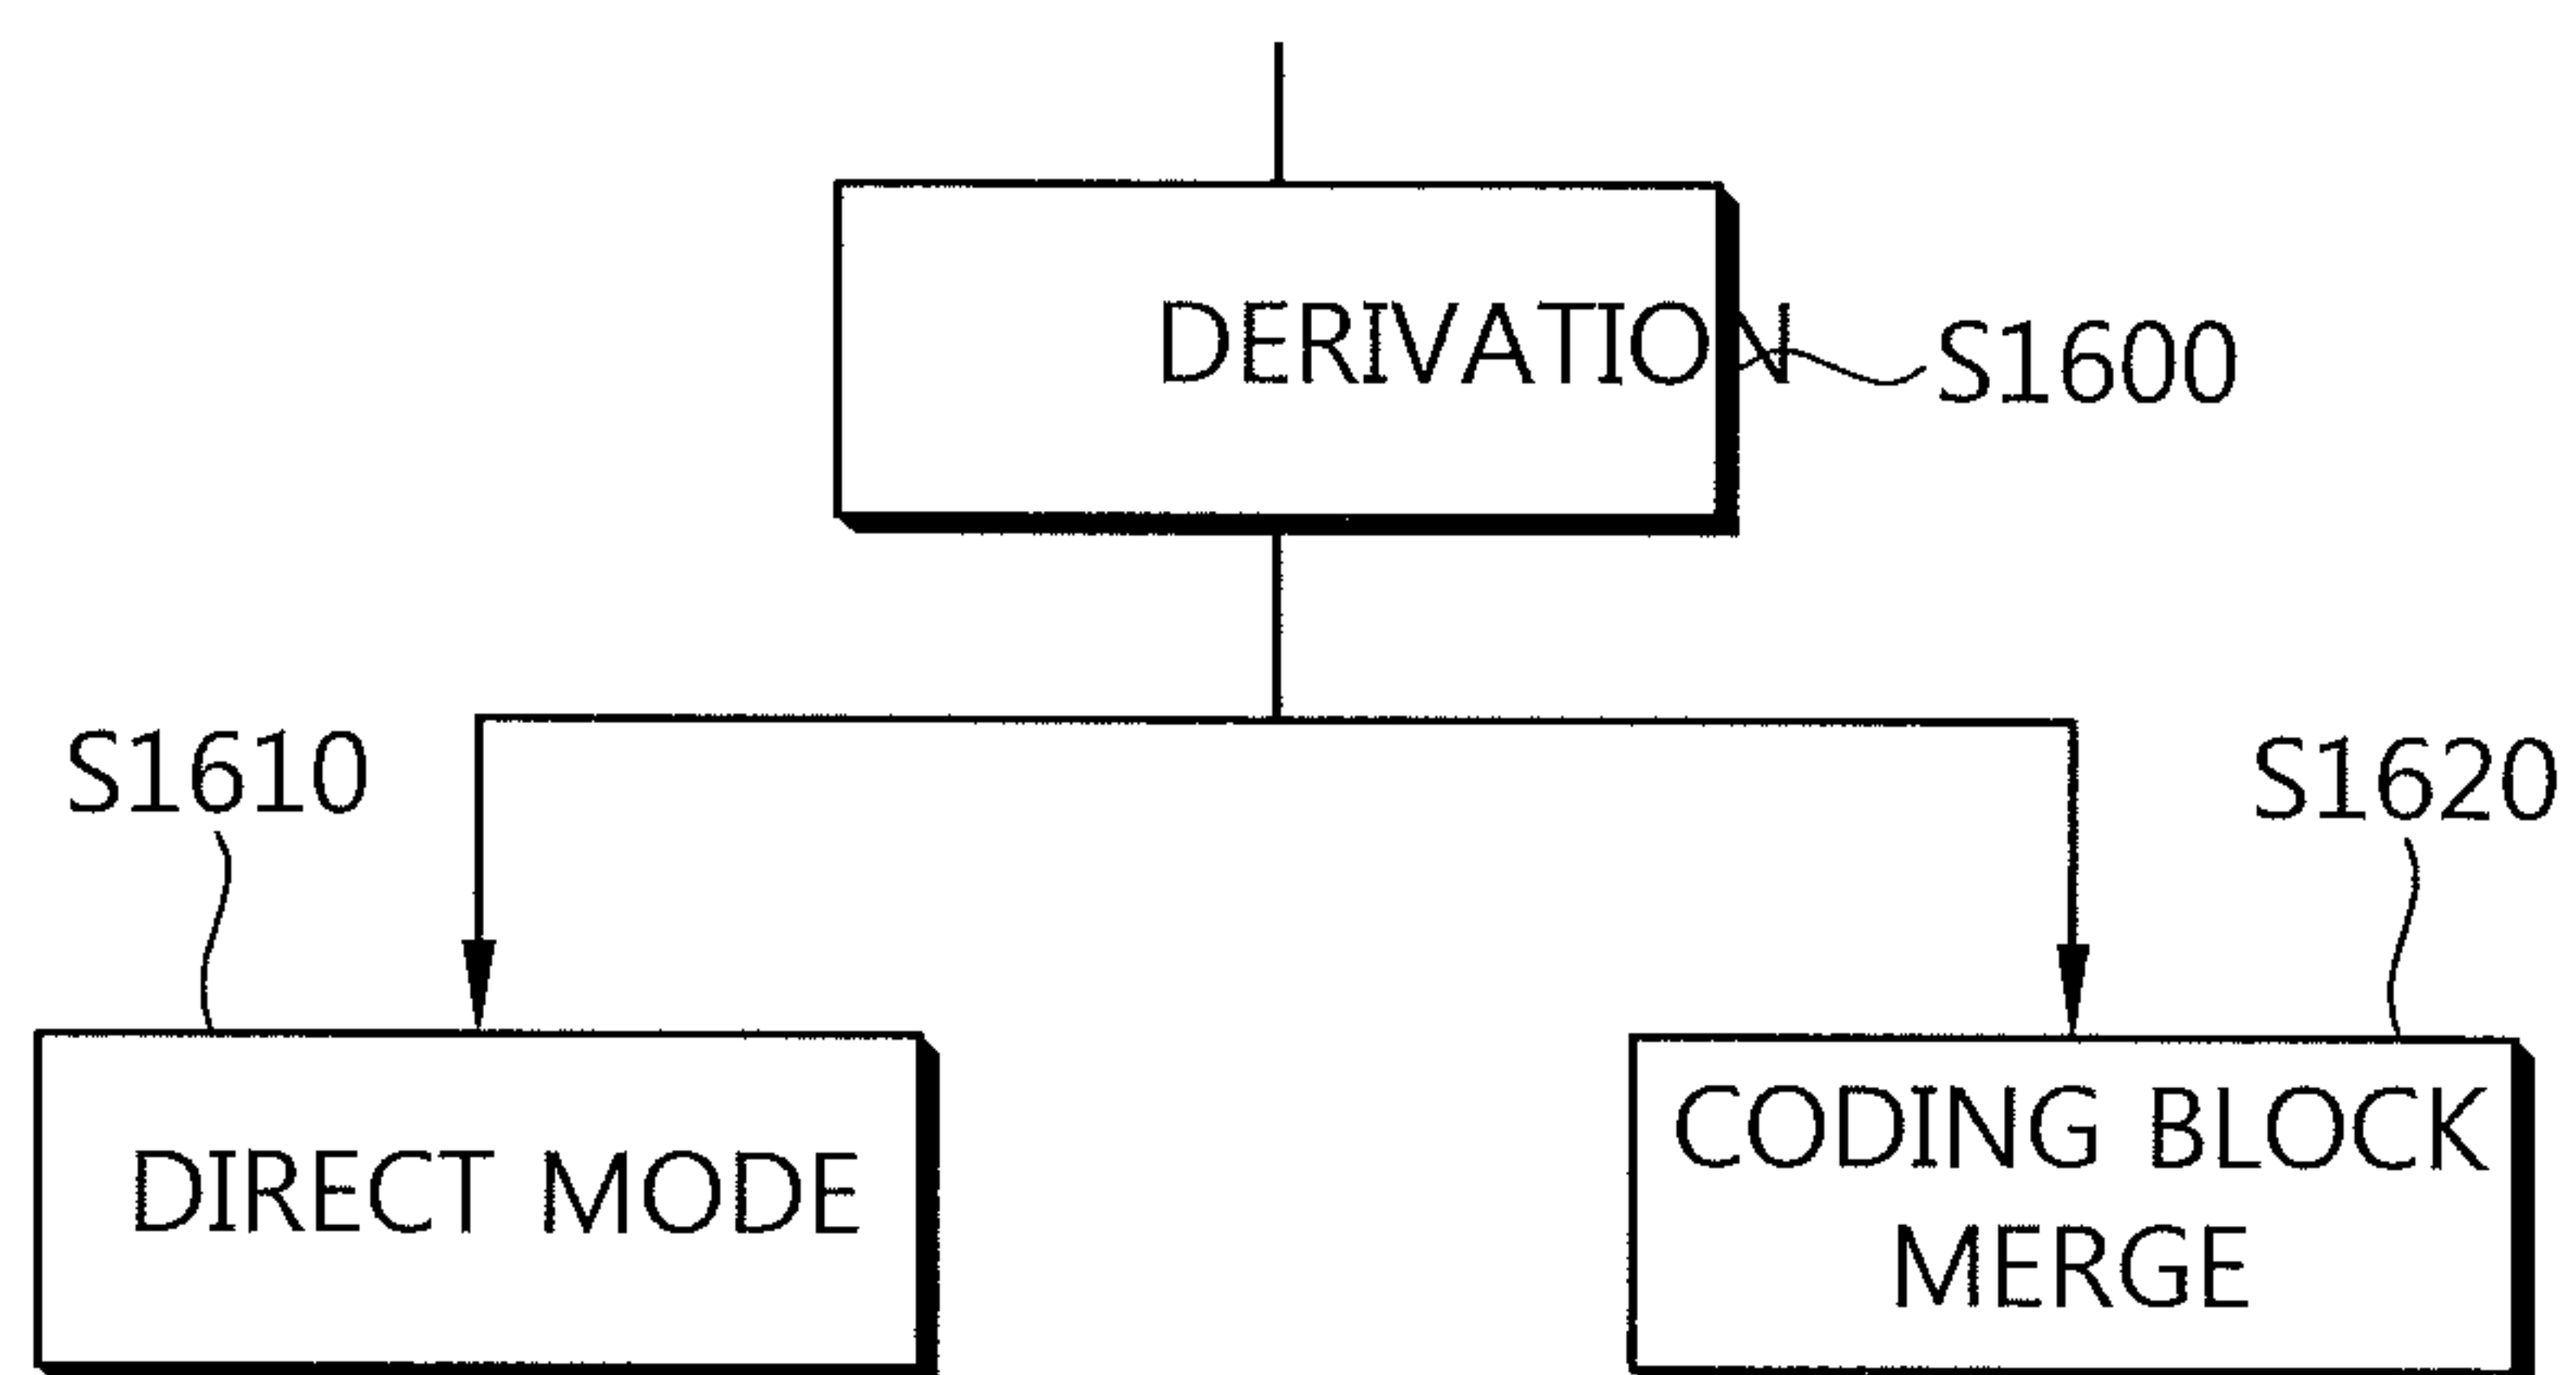 DERIVATION
S1600
S1610
S1620
DIRECT MODE
CODING BLOCK
MERGE